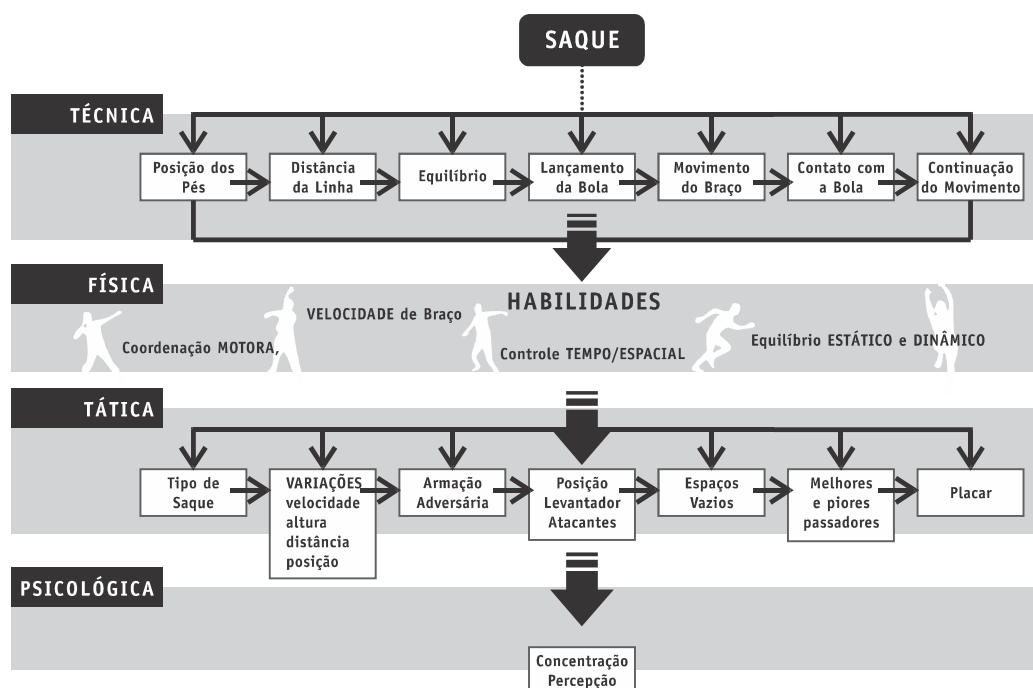 SAQUE
TÉCNICA
Posição dos
Pés
Distância
da Linha
Equilíbrio
Lançamento
da Bola
Movimento
do Braço
Contato com
a Bola
Continuação
do Movimento
FÍSICA
HABILIDADES
VELOCIDADE de Braço
Coordenação MOTORA,
Controle TEMPO/ESPACIAL
Equilíbrio ESTÁTICO e DINÂMICO
TÁTICA
Tipo de
Saque
VARIAÇÕES
velocidade
altura
distância
posição
Armação
Adversária
Posição
Levantador
Atacantes
Espaços
Vazios
Melhores
e piores
passadores
Placar
PSICOLÓGICA
Concentração
Percepção